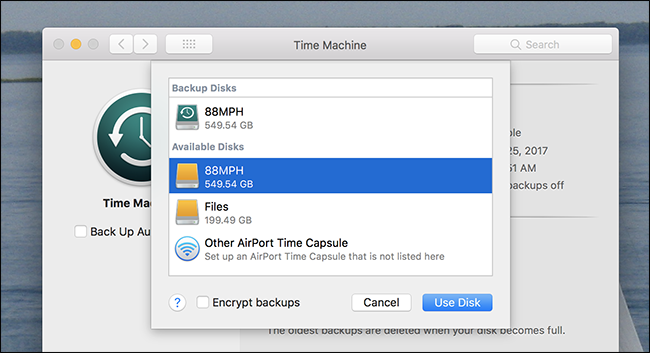 Time Machine
Search
Backup Disks
88MPH
549.54 GB
Available Disks
88MPH
549.54 GB
Files
199.49 GB
Other AirPort Time Capsule
Set up an AirPort Time Capsule that is not listed here
? Encrypt backups Cancel Use Disk
Time Ma
Back Up Au
ble
25, 2017
51 AM
backups off
The oldest backups are deleted when your disk becomes full.